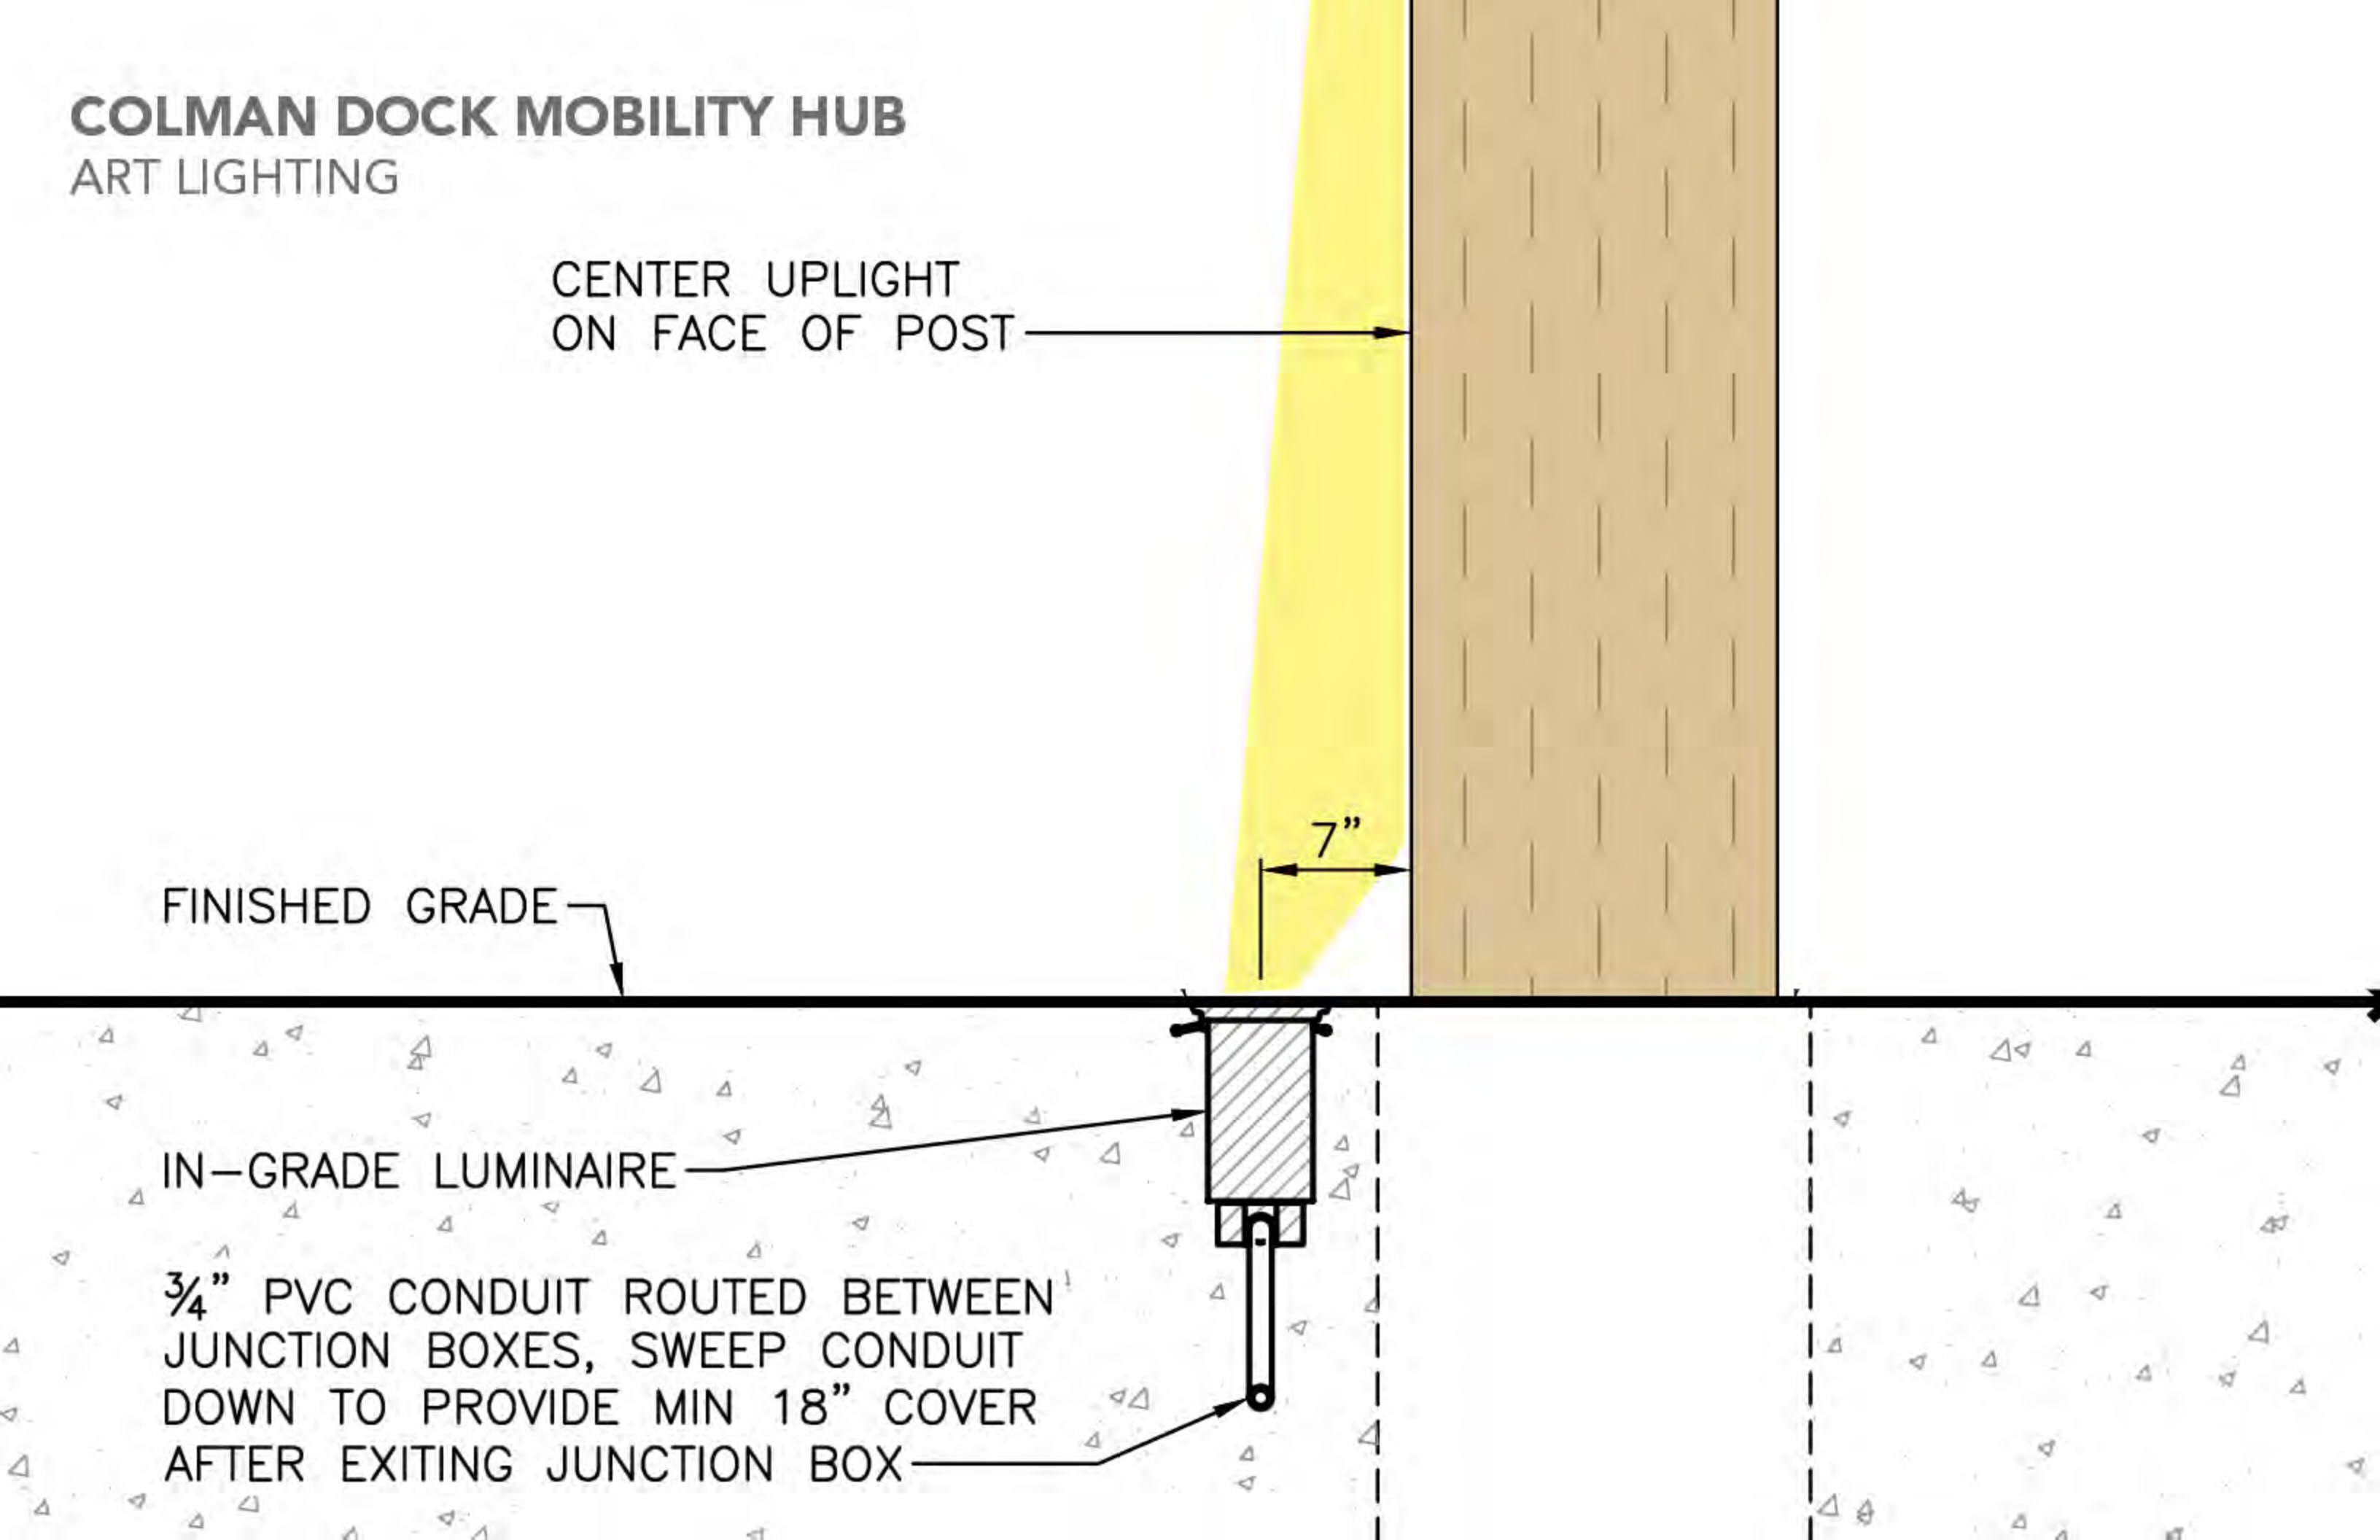 COLMAN DOCK MOBILITY HUB
ART LIGHTING
CENTER UPLIGHT
ON FACE OF POST
7”
FINISHED GRADE
IN-GRADE LUMINAIRE
¾” PVC CONDUIT ROUTED BETWEEN
JUNCTION BOXES, SWEEP CONDUIT
DOWN TO PROVIDE MIN 18” COVER
AFTER EXITING JUNCTION BOX